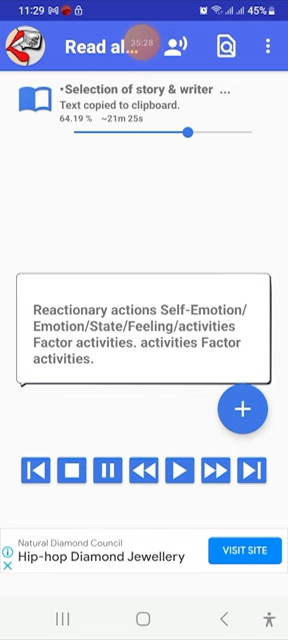 11:29
45%
Read al...
35:28
•Selection of story & writer ...
Text copied to clipboard.
64.19 % ~21m 25s
Reactionary actions Self-Emotion/
Emotion/State/Feeling/activities
Factor activities. activities Factor
activities.
+
Natural Diamond Council
Hip-hop Diamond Jewellery
VISIT SITE